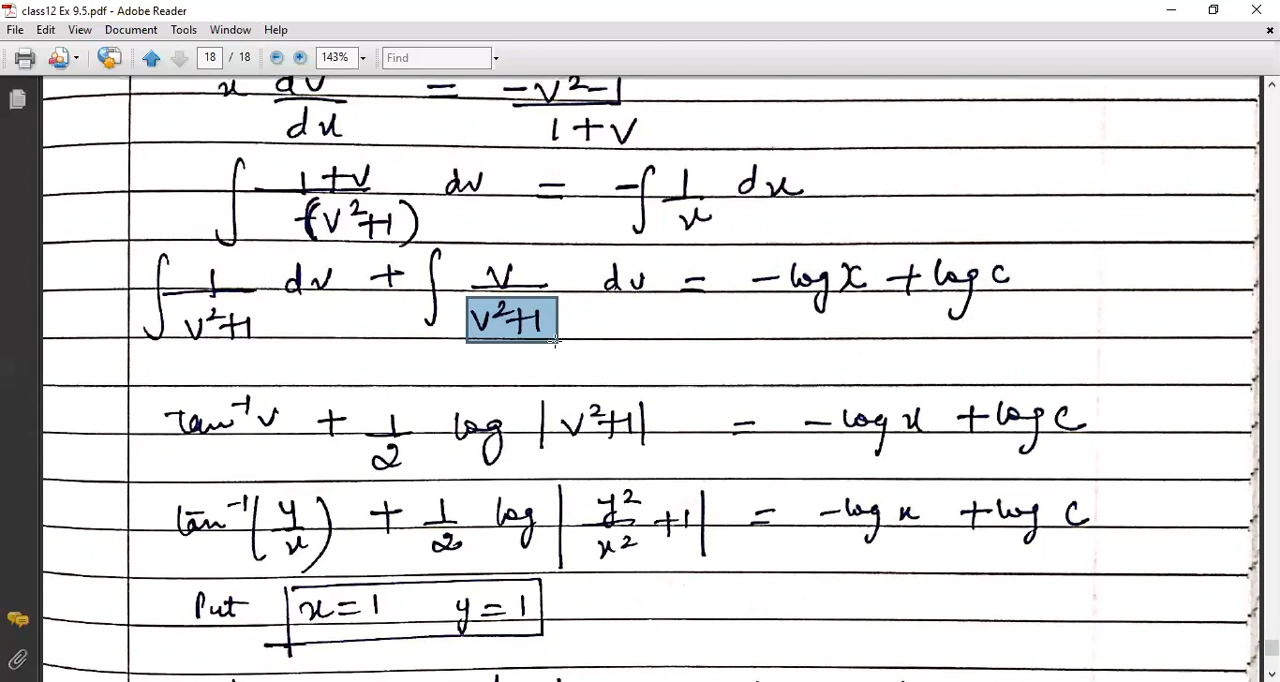 class12 Ex 9.5.pdf - Adobe Reader
File Edit View Document Tools Window Help
18 / 18 143% Find
x dv/dx = (-v²-1)/(1+v)
∫ (1+v)/(v²+1) dv = -∫ 1/x dx
∫ 1/(v²+1) dv + ∫ v/(v²+1) dv = -log x + log c
tan⁻¹ v + 1/2 log |v²+1| = -log x + log c
tan⁻¹(y/x) + 1/2 log |y²/x² + 1| = -log x + log c
Put x=1 y=1